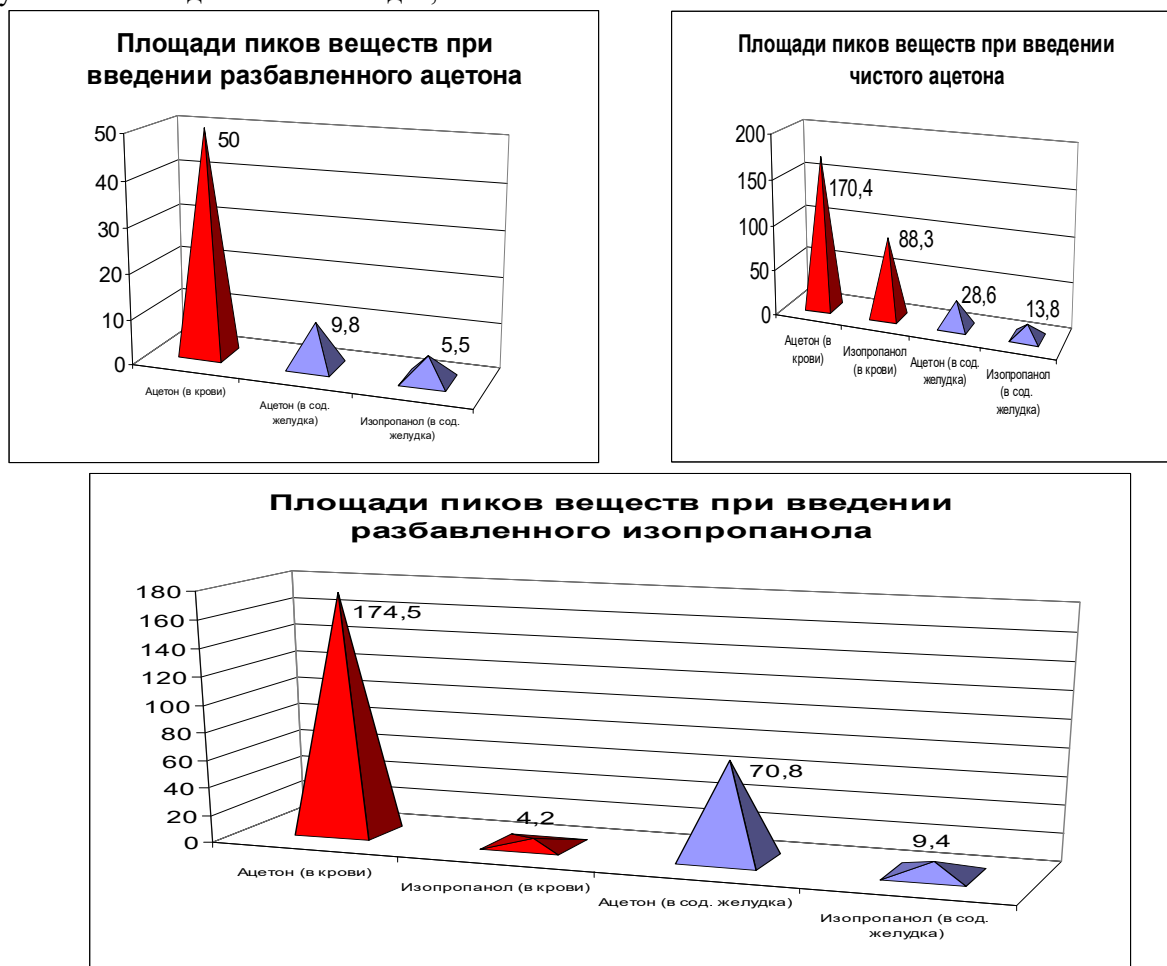 Площади пиков веществ при
введении разбавленного ацетона
50
40
30
20
10
0
50
9,8
5,5
Ацетон (в крови)
Ацетон (в сод.
желудка)
Изопропанол (в сод.
желудка)
Площади пиков веществ при введении
чистого ацетона
200
150
100
50
0
170,4
88,3
28,6
13,8
Ацетон (в
крови)
Изопропанол
(в крови)
Ацетон (в сод.
желудка)
Изопропанол
(в сод.
желудка)
Площади пиков веществ при введении
разбавленного изопропанола
180
160
140
120
100
80
60
40
20
0
174,5
4,2
70,8
9,4
Ацетон (в крови)
Изопропанол (в крови)
Ацетон (в сод. желудка)
Изопропанол (в сод.
желудка)